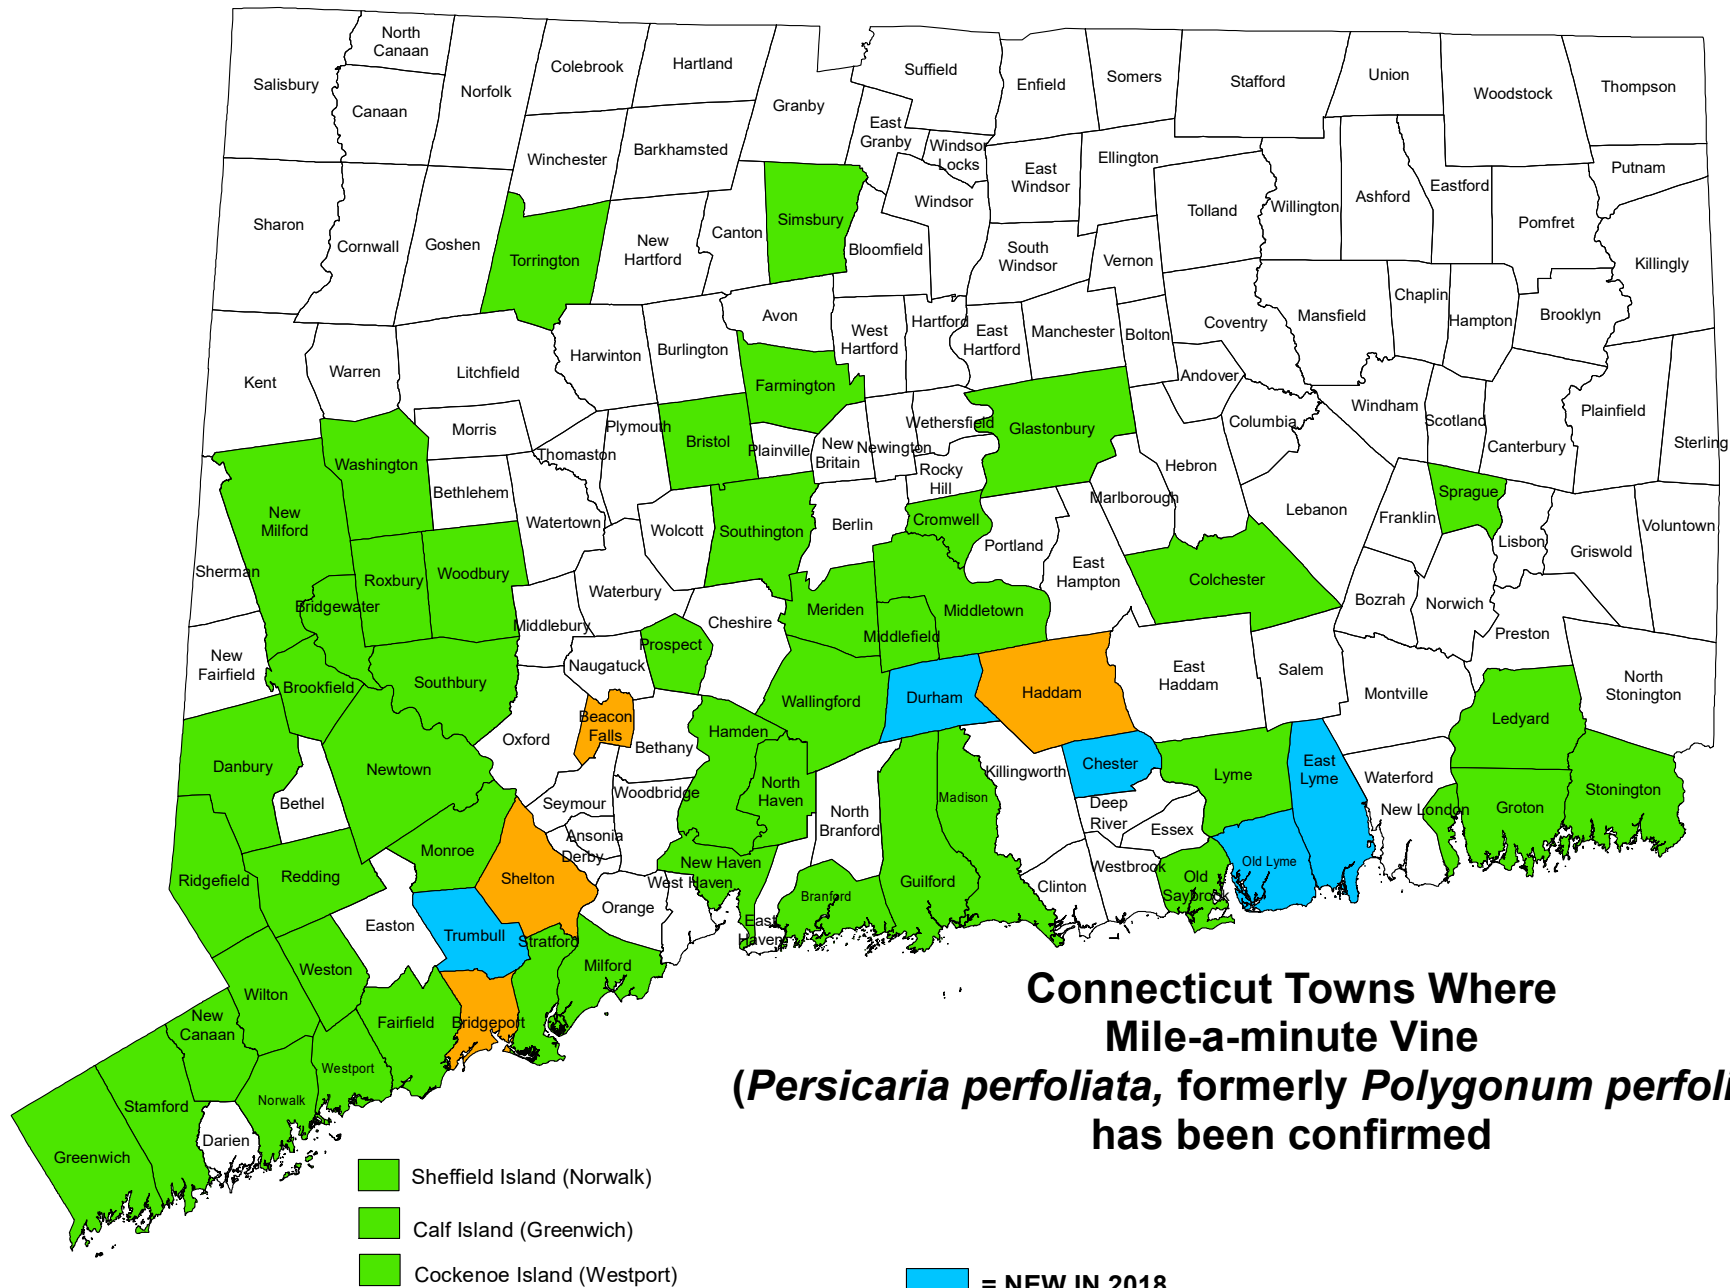 North
Canaan
Salisbury
Canaan
Norfolk
Colebrook
Hartland
Granby
Suffield
East
Granby
Windsor
Locks
Enfield
Somers
Stafford
Union
Woodstock
Thompson
Putnam
Winchester
Barkhamsted
Windsor
East
Windsor
Ellington
Tolland
Willington
Ashford
Eastford
Pomfret
Killingly
Sharon
Cornwall
Goshen
Torrington
New
Hartford
Canton
Simsbury
Bloomfield
South
Windsor
Vernon
Chaplin
Hampton
Brooklyn
Mansfield
Coventry
Bolton
Manchester
East
Hartford
Hartford
West
Hartford
Avon
Burlington
Harwinton
Litchfield
Warren
Kent
Farmington
Andover
Windham
Scotland
Canterbury
Plainfield
Sterling
Columbia
Glastonbury
Wethersfield
Newington
New
Britain
Plainville
Bristol
Plymouth
Thomaston
Morris
Washington
Bethlehem
Watertown
Wolcott
Southington
Berlin
Rocky
Hill
Cromwell
Portland
Marlborough
Hebron
Lebanon
Franklin
Sprague
Lisbon
Griswold
Voluntown
New
Milford
Sherman
Bridgewater
Roxbury
Woodbury
Middlebury
Waterbury
Cheshire
Prospect
Naugatuck
Meriden
Middlefield
Middletown
East
Hampton
Colchester
Bozrah
Norwich
Preston
North
Stonington
New
Fairfield
Brookfield
Southbury
Oxford
Beacon
Falls
Bethany
Hamden
Wallingford
Durham
Haddam
East
Haddam
Salem
Montville
Ledyard
Danbury
Bethel
Newtown
Seymour
Woodbridge
North
Haven
North
Branford
Madison
Killingworth
Chester
Deep
River
Essex
Lyme
East
Lyme
Waterford
New London
Groton
Stonington
Ridgefield
Redding
Monroe
Shelton
Ansonia
Derby
New Haven
West Haven
Orange
East
Haven
Branford
Guilford
Clinton
Westbrook
Old
Saybrook
Old Lyme
Easton
Trumbull
Stratford
Milford
Weston
Wilton
New
Canaan
Fairfield
Bridgeport
Westport
Norwalk
Stamford
Darien
Greenwich
Connecticut Towns Where
Mile-a-minute Vine
(Persicaria perfoliata, formerly Polygonum perfoli
has been confirmed
Sheffield Island (Norwalk)
Calf Island (Greenwich)
Cockenoe Island (Westport)
= NEW IN 2018